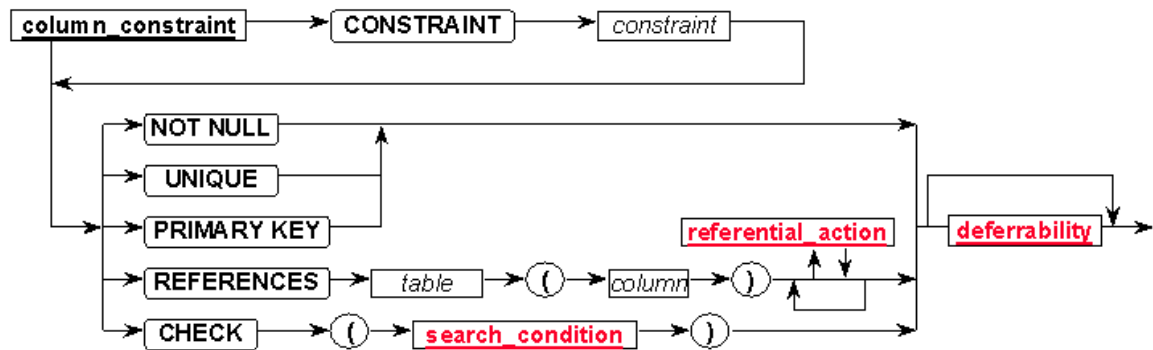 column_constraint CONSTRAINT constraint
NOT NULL
UNIQUE
PRIMARY KEY
referential_action
deferrability
REFERENCES table ( column )
CHECK ( search_condition )